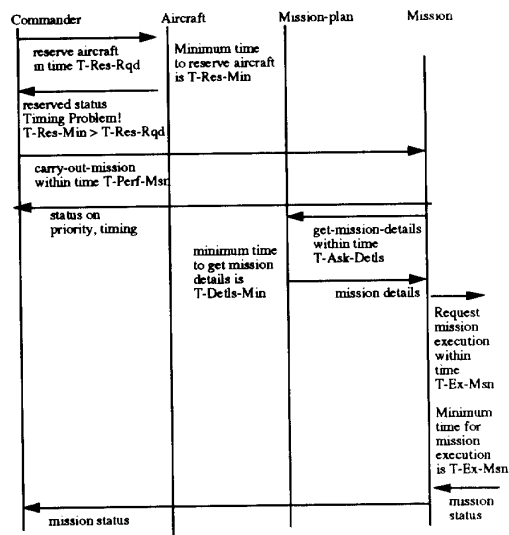 Commander Aircraft Mission-plan Mission
reserve aircraft
in time T-Res-Rqd
Minimum time
to reserve aircraft
is T-Res-Min
reserved status
Timing Problem!
T-Res-Min > T-Res-Rqd
carry-out-mission
within time T-Perf-Msn
status on
priority, timing
get-mission-details
within time
T-Ask-Detls
minimum time
to get mission
details is
T-Detls-Min
mission details
Request
mission
execution
within
time
T-Ex-Msn
Minimum
time for
mission
execution
is T-Ex-Msn
mission
status
mission status